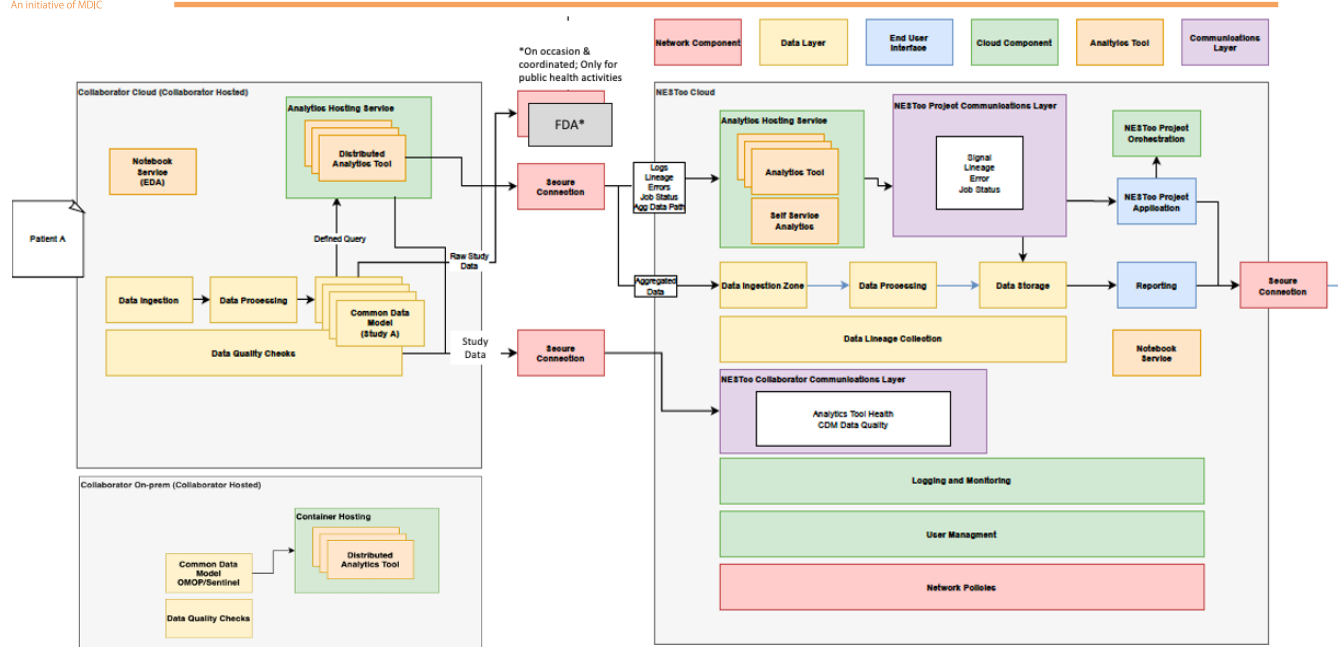 An initiative of MDIC
Network Component
Data Layer
End User
Interface
Cloud Component
Analytics Tool
Communications
Layer
*On occasion &
coordinated; Only for
public health activities
FDA*
Collaborator Cloud (Collaborator Hosted)
Analytics Hosting Service
Distributed
Analytics Tool
Notebook
Service
(EDA)
Patient A
Defined Query
Raw Study
Data
Data Ingestion
Data Processing
Common Data
Model
(Study A)
Data Quality Checks
Study
Data
Secure
Connection
Secure
Connection
Logs
Lineage
Errors
Job Status
Agg Data Path
Aggregated
Data
NESTcc Cloud
Analytics Hosting Service
Analytics Tool
Self Service
Analytics
NESTcc Project Communications Layer
Signal
Lineage
Error
Job Status
NESTcc Project
Orchestration
NESTcc Project
Application
Data Ingestion Zone
Data Processing
Data Storage
Reporting
Secure
Connection
Data Lineage Collection
Notebook
Service
NESTcc Collaborator Communications Layer
Analytics Tool Health
CDM Data Quality
Logging and Monitoring
User Managment
Network Policies
Collaborator On-prem (Collaborator Hosted)
Container Hosting
Distributed
Analytics Tool
Common Data
Model
OMOP/Sentinel
Data Quality Checks